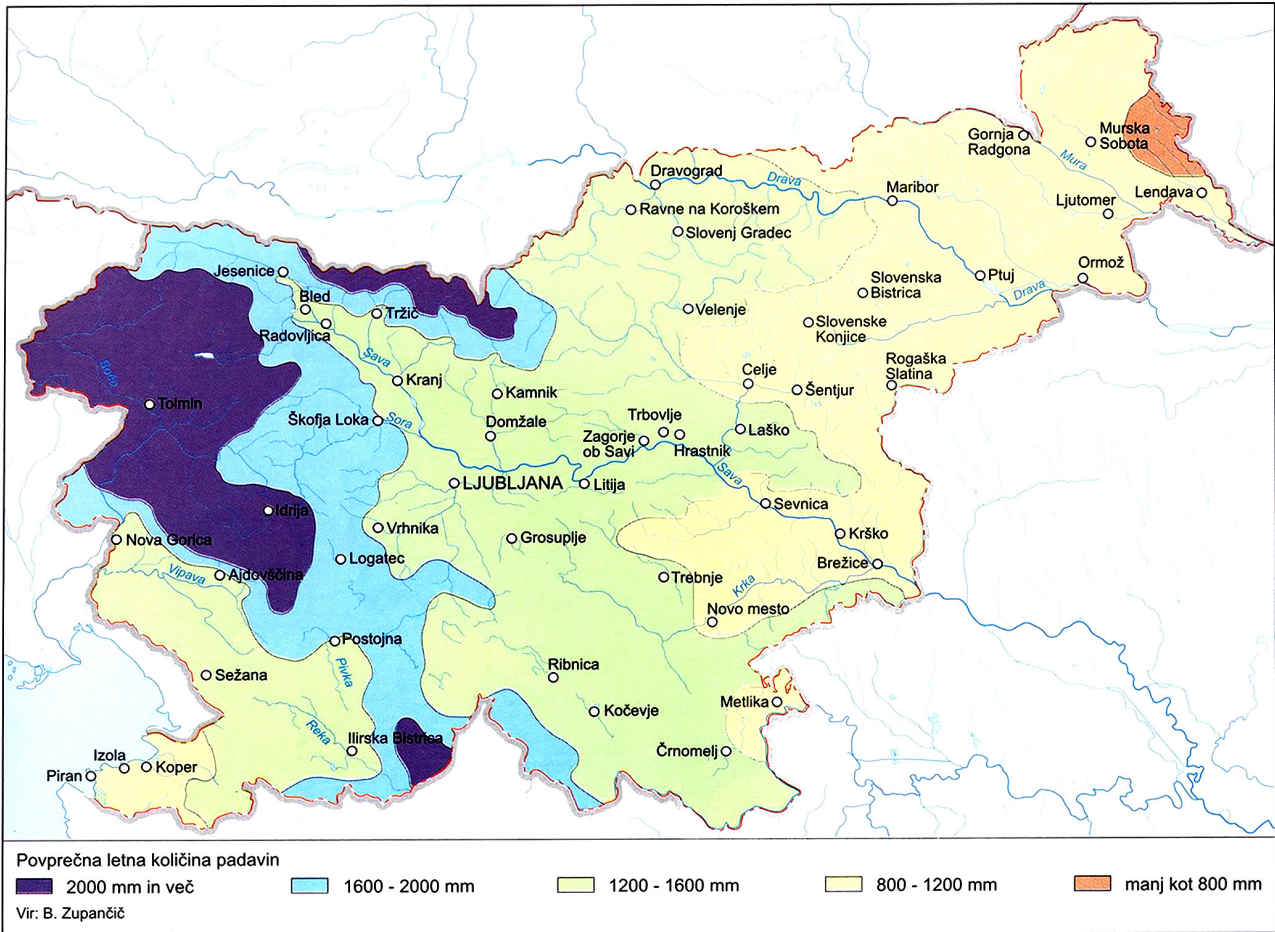 Gornja
Radgona
Murska
Sobota
Mura
Dravograd
Drava
Maribor
Lendava
Ravne na Koroškem
Ljutomer
Slovenj Gradec
Jesenice
Ormož
Ptuj
Slovenska
Bistrica
Drava
Bled
Tržič
Velenje
Radovljica
Slovenske
Konjice
Sava
Rogaška
Slatina
Soča
Kranj
Celje
Kamnik
Šentjur
Tolmin
Škofja Loka
Sora
Domžale
Trbovlje
Zagorje
ob Savi
Hrastnik
Laško
Sava
LJUBLJANA
Litija
Idrija
Sevnica
Vrhnika
Nova Gorica
Grosuplje
Krško
Logatec
Brežice
Vipava
Ajdovščina
Trebnje
Krka
Novo mesto
Postojna
Pivka
Ribnica
Sežana
Metlika
Kočevje
Reka
Ilirska Bistrica
Črnomelj
Izola
Koper
Piran
Povprečna letna količina padavin
2000 mm in več
1600 - 2000 mm
1200 - 1600 mm
800 - 1200 mm
manj kot 800 mm
Vir: B. Zupančič